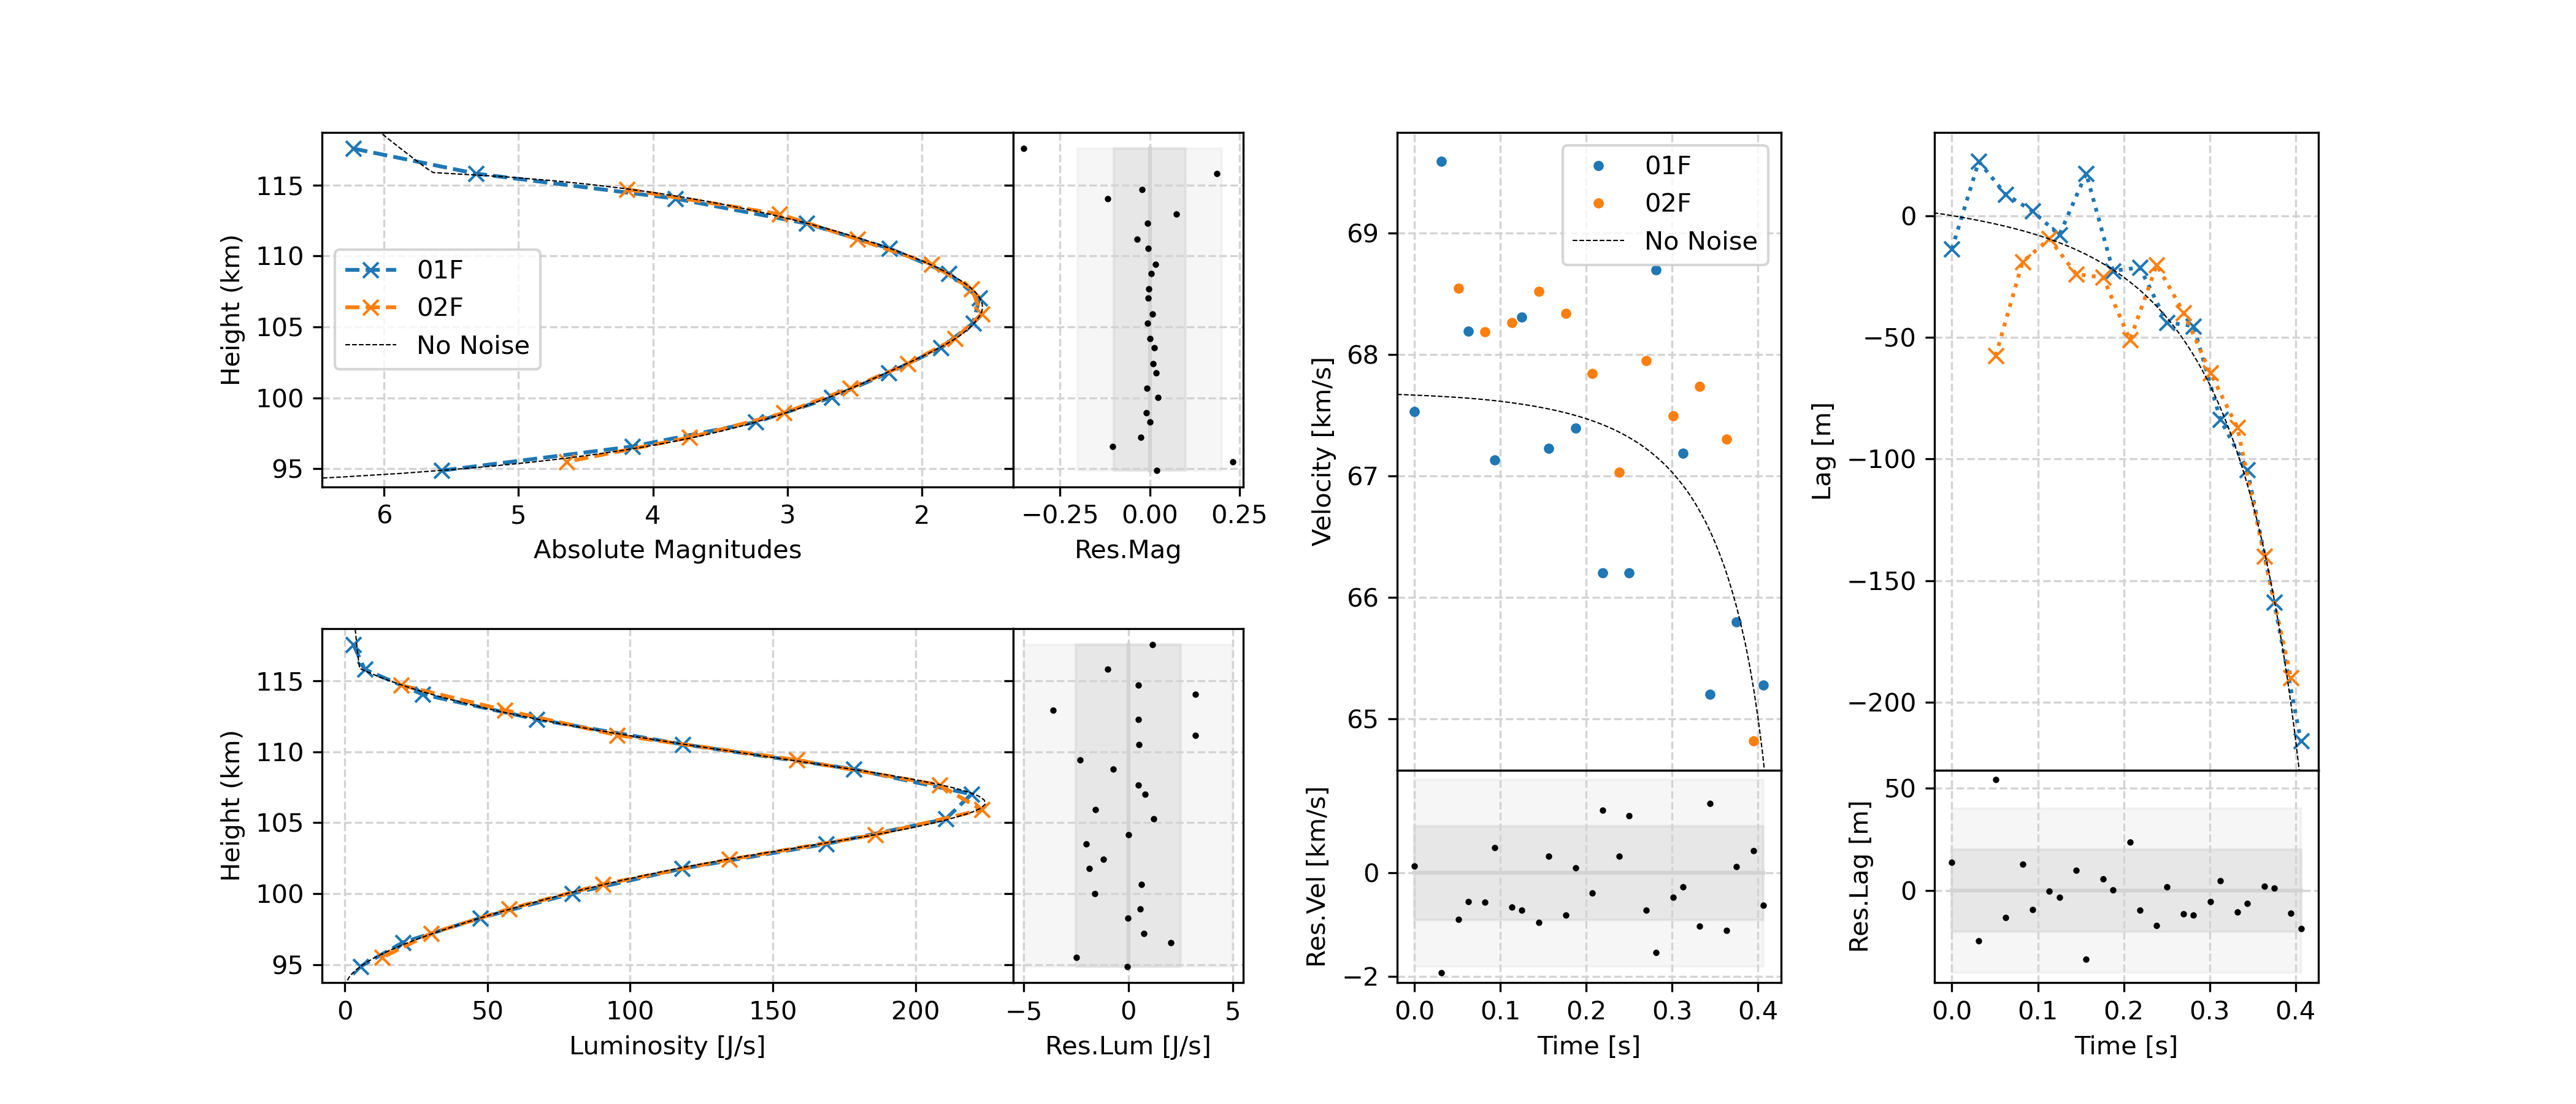 115
110
105
100
95
Height (km)
01F
02F
No Noise
6
5
4
3
2
Absolute Magnitudes
−0.25
0.00
0.25
Res.Mag
115
110
105
100
95
Height (km)
0
50
100
150
200
Luminosity [J/s]
−5
0
5
Res.Lum [J/s]
69
68
67
66
65
Velocity [km/s]
01F
02F
No Noise
0
−2
Res.Vel [km/s]
0.0
0.1
0.2
0.3
0.4
Time [s]
0
−50
−100
−150
−200
Lag [m]
50
0
Res.Lag [m]
0.0
0.1
0.2
0.3
0.4
Time [s]